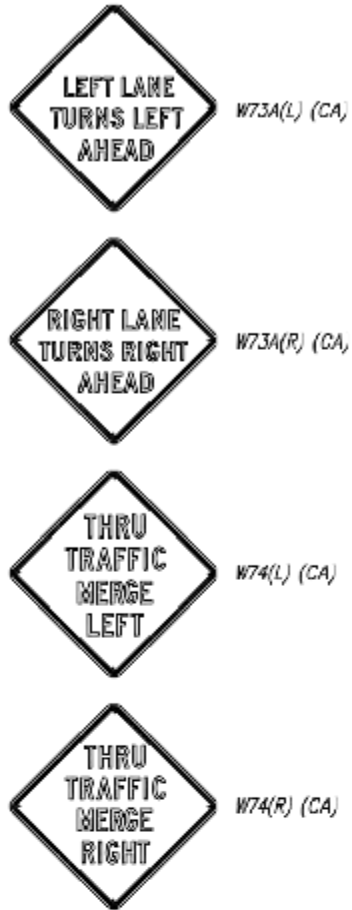 LEFT LANE
TURNS LEFT
AHEAD
W73A(L) (CA)
RIGHT LANE
TURNS RIGHT
AHEAD
W73A(R) (CA)
THRU
TRAFFIC
MERGE
LEFT
W74(L) (CA)
THRU
TRAFFIC
MERGE
RIGHT
W74(R) (CA)